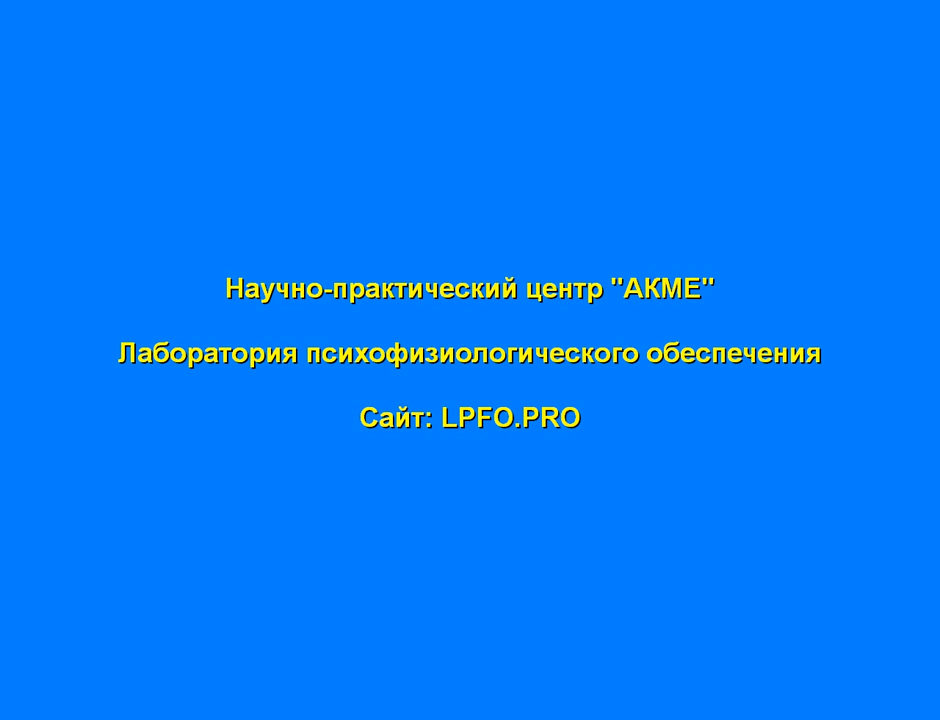 Научно-практический центр "АКМЕ"
Лаборатория психофизиологического обеспечения
Сайт: LPFO.PRO